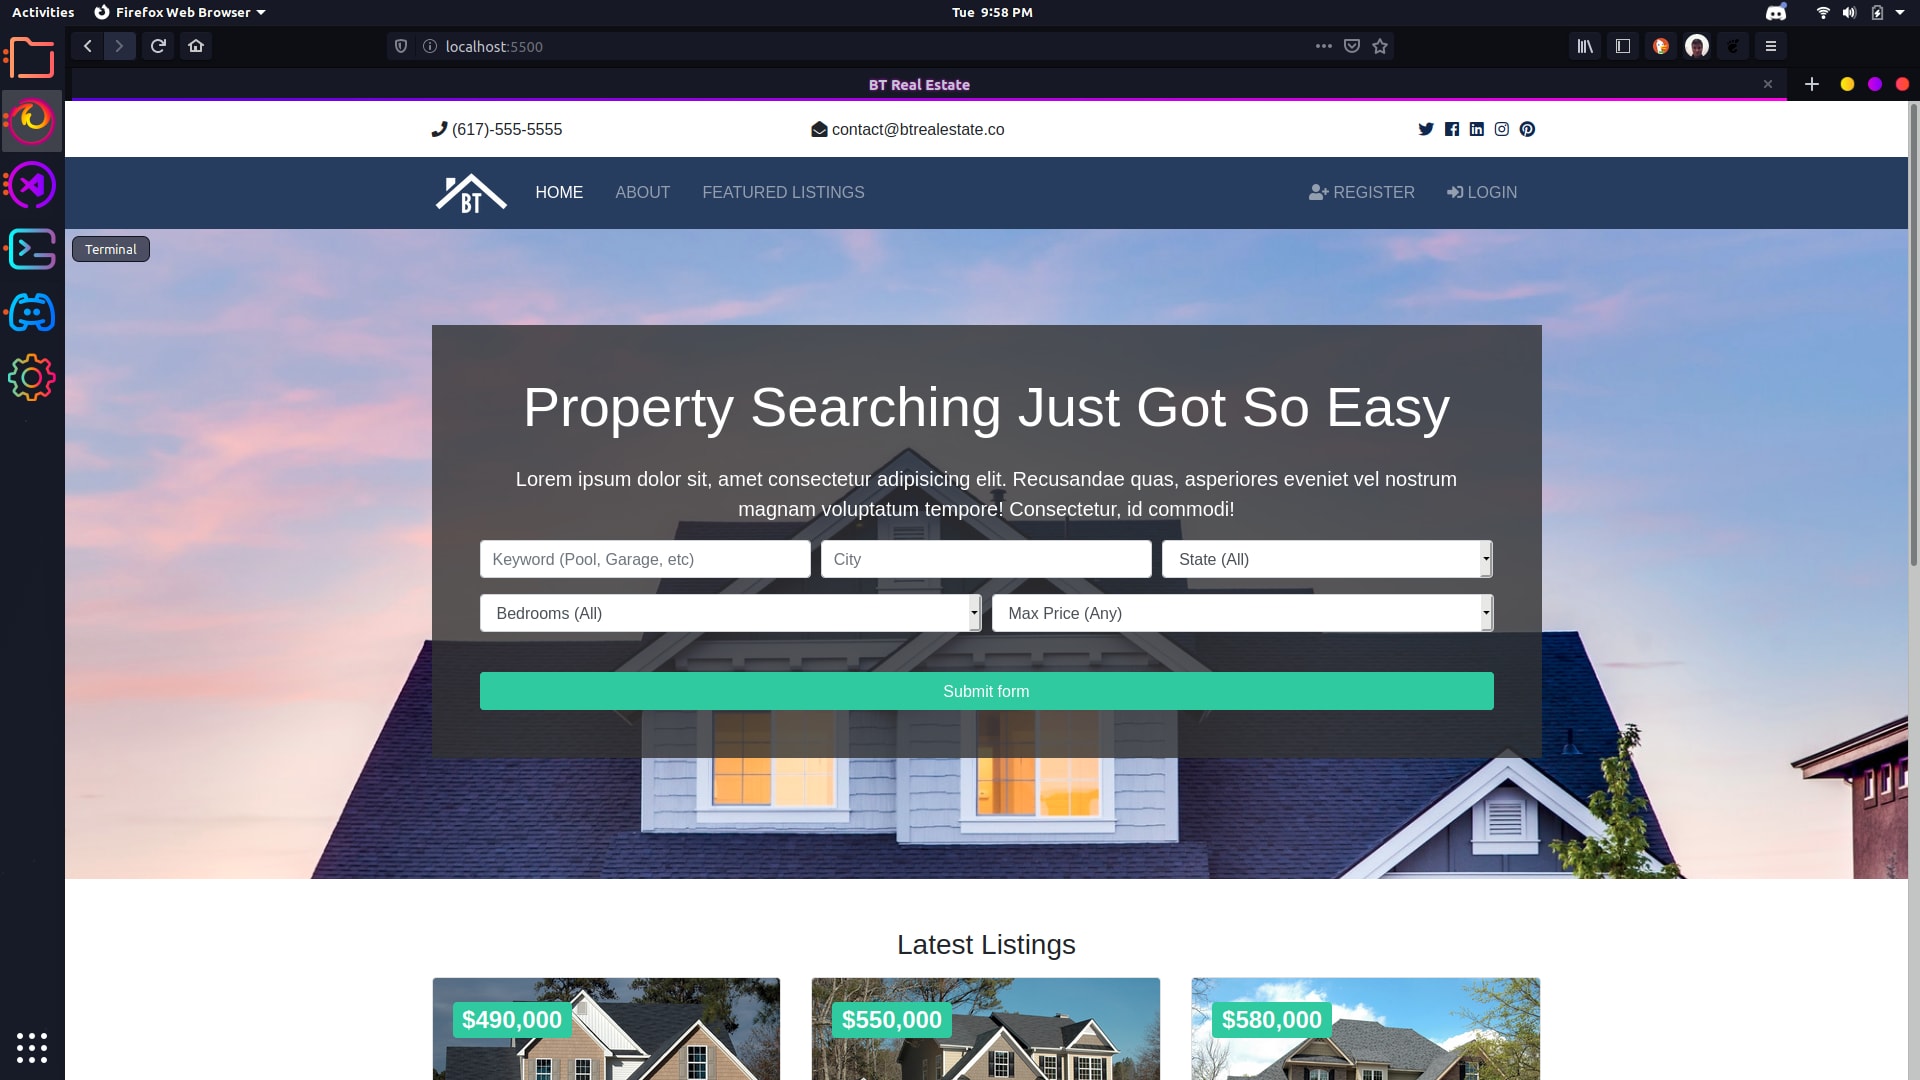 Activities
Firefox Web Browser
Tue 9:58 PM
localhost:5500
BT Real Estate
(617)-555-5555
contact@btrealestate.co
BT
HOME
ABOUT
FEATURED LISTINGS
REGISTER
LOGIN
Terminal
Property Searching Just Got So Easy
Lorem ipsum dolor sit, amet consectetur adipisicing elit. Recusandae quas, asperiores eveniet vel nostrum
magnam voluptatum tempore! Consectetur, id commodi!
Keyword (Pool, Garage, etc)
City
State (All)
Bedrooms (All)
Max Price (Any)
Submit form
Latest Listings
$490,000
$550,000
$580,000